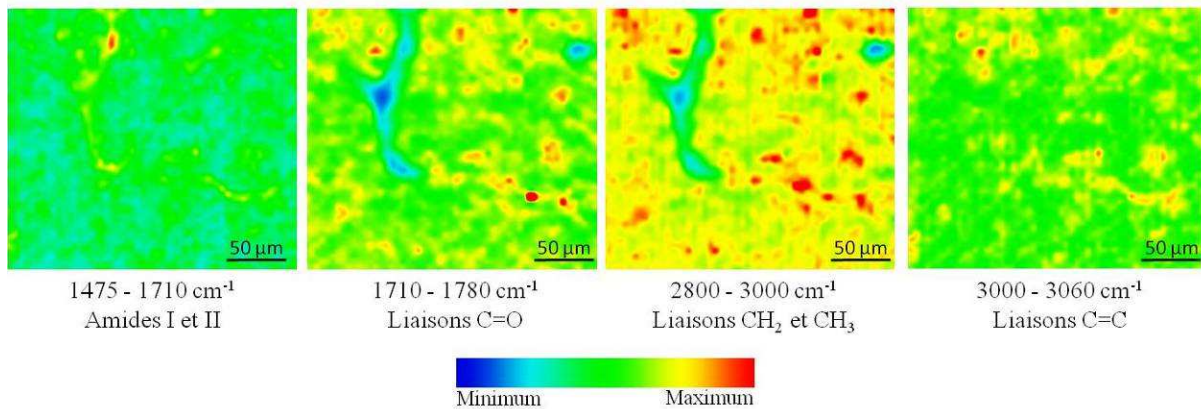 50 µm
50 µm
50 µm
50 µm
1475 - 1710 cm⁻¹
Amides I et II
1710 - 1780 cm⁻¹
Liaisons C=O
2800 - 3000 cm⁻¹
Liaisons CH₂ et CH₃
3000 - 3060 cm⁻¹
Liaisons C=C
Minimum
Maximum